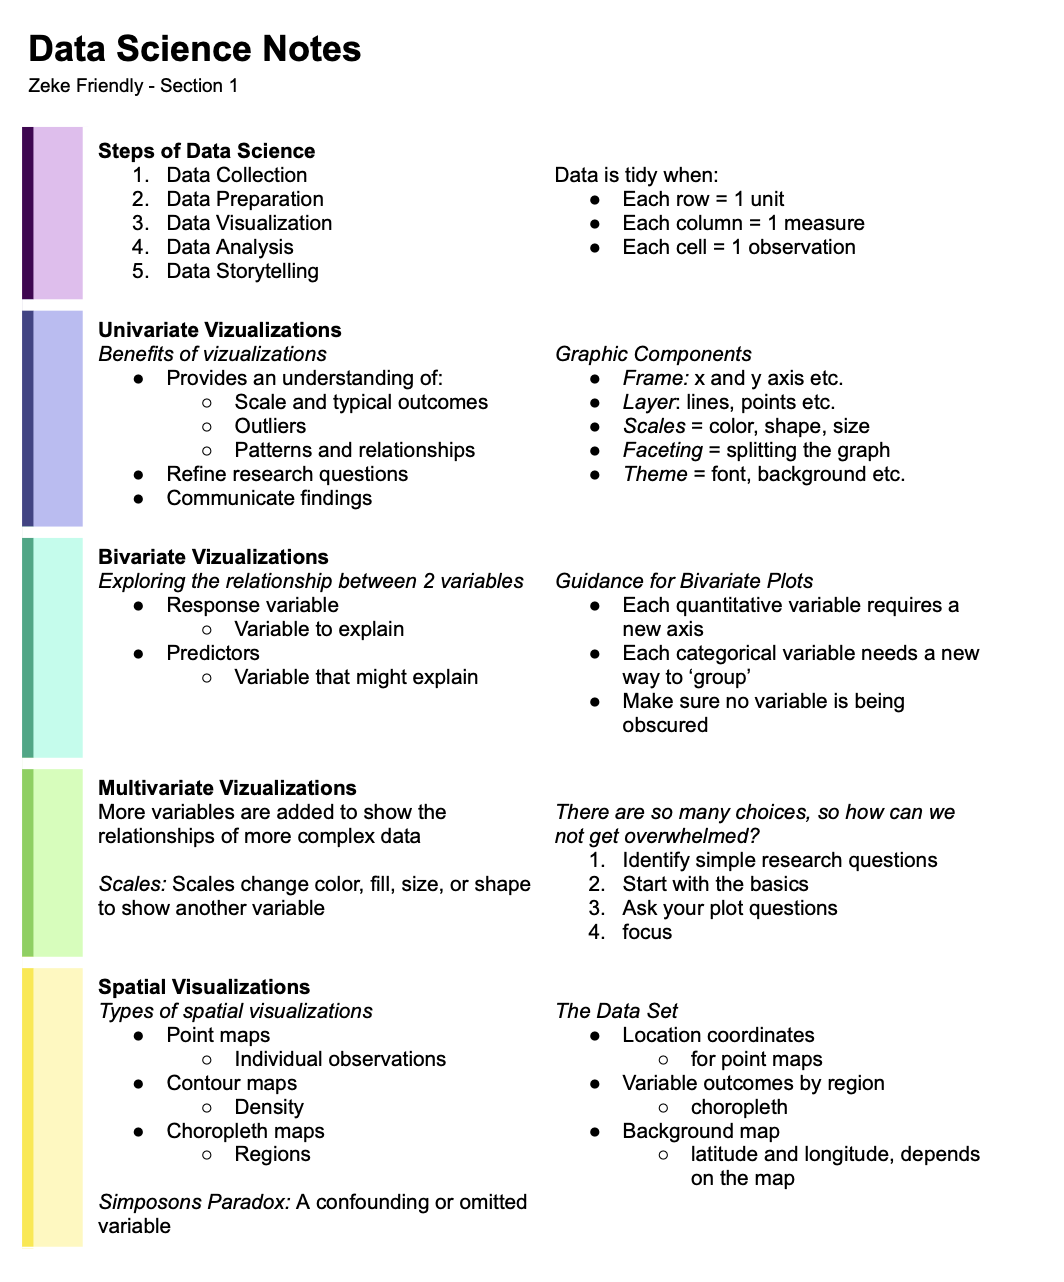 Data Science Notes
Zeke Friendly - Section 1
Steps of Data Science
1. Data Collection
2. Data Preparation
3. Data Visualization
4. Data Analysis
5. Data Storytelling
Data is tidy when:
● Each row = 1 unit
● Each column = 1 measure
● Each cell = 1 observation
Univariate Vizualizations
Benefits of vizualizations
● Provides an understanding of:
○ Scale and typical outcomes
○ Outliers
○ Patterns and relationships
● Refine research questions
● Communicate findings
Graphic Components
● Frame: x and y axis etc.
● Layer: lines, points etc.
● Scales = color, shape, size
● Faceting = splitting the graph
● Theme = font, background etc.
Bivariate Vizualizations
Exploring the relationship between 2 variables
● Response variable
○ Variable to explain
● Predictors
○ Variable that might explain
Guidance for Bivariate Plots
● Each quantitative variable requires a
new axis
● Each categorical variable needs a new
way to ‘group’
● Make sure no variable is being
obscured
Multivariate Vizualizations
More variables are added to show the
relationships of more complex data
Scales: Scales change color, fill, size, or shape
to show another variable
There are so many choices, so how can we
not get overwhelmed?
1. Identify simple research questions
2. Start with the basics
3. Ask your plot questions
4. focus
Spatial Visualizations
Types of spatial visualizations
● Point maps
○ Individual observations
● Contour maps
○ Density
● Choropleth maps
○ Regions
Simposons Paradox: A confounding or omitted
variable
The Data Set
● Location coordinates
○ for point maps
● Variable outcomes by region
○ choropleth
● Background map
○ latitude and longitude, depends
on the map